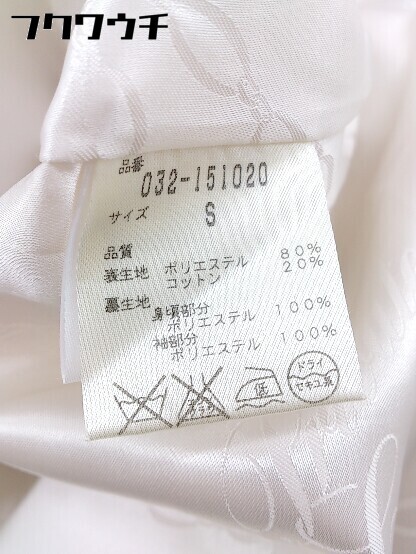 フクワウチ
品番
032-151020
サイズ S
品質
表生地 ポリエステル 80%
コットン 20%
裏生地
身頃部分
ポリエステル 100%
袖部分
ポリエステル 100%
低
ドライ
セキユ系